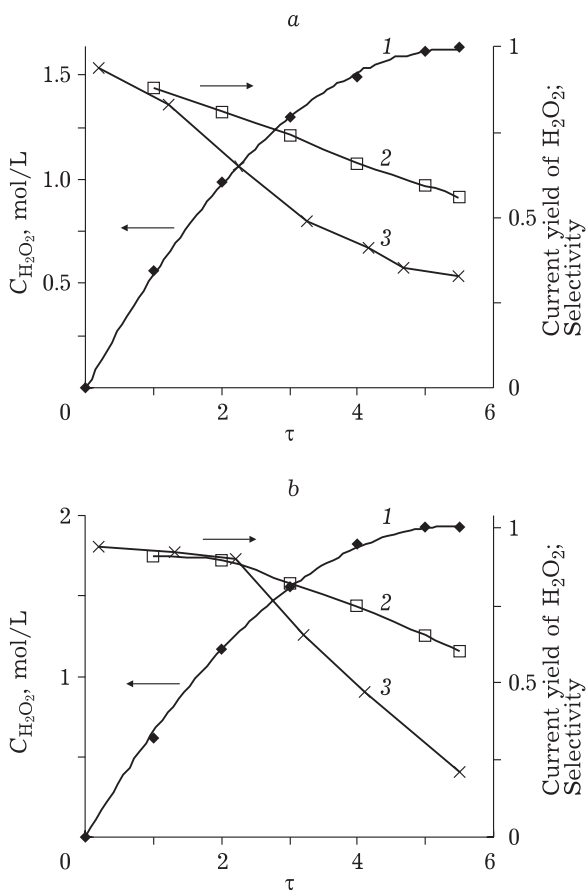 a
1
1
1.5
2
1.0
0.5
3
0.5
C_{H₂O₂}, mol/L
Current yield of H₂O₂;
Selectivity
0
0
2
4
6
τ
b
2
1
1
2
1
3
0.5
C_{H₂O₂}, mol/L
Current yield of H₂O₂;
Selectivity
0
0
2
4
6
τ